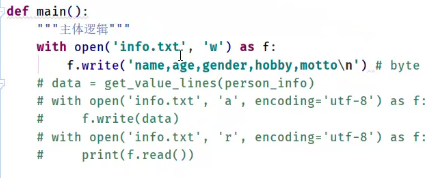 def main():
    """主体逻辑"""
    with open('info.txt', 'w') as f:
        f.write('name,age,gender,hobby,motto\n') # byte
    # data = get_value_lines(person_info)
    # with open('info.txt', 'a', encoding='utf-8') as f:
    #     f.write(data)
    # with open('info.txt', 'r', encoding='utf-8') as f:
    #     print(f.read())